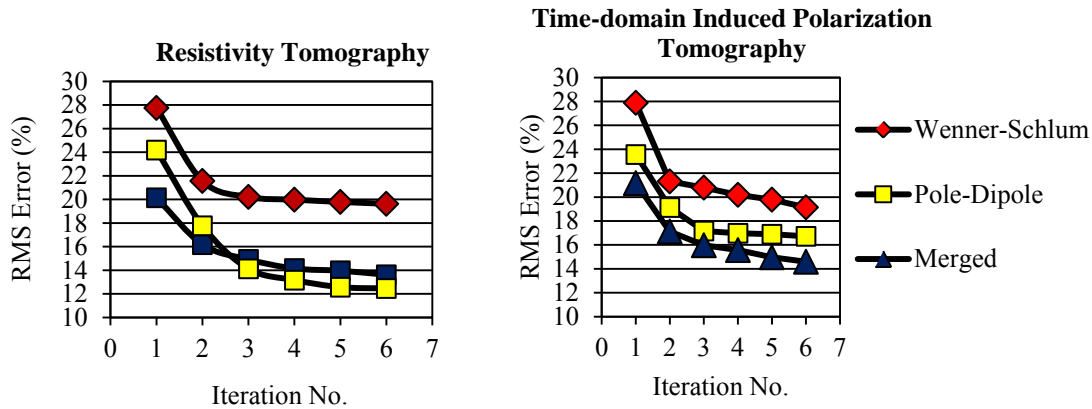 Resistivity Tomography
RMS Error (%)
30
28
26
24
22
20
18
16
14
12
10
0 1 2 3 4 5 6 7
Iteration No.
Time-domain Induced Polarization
Tomography
RMS Error (%)
30
28
26
24
22
20
18
16
14
12
10
0 1 2 3 4 5 6 7
Iteration No.
Wenner-Schlum
Pole-Dipole
Merged